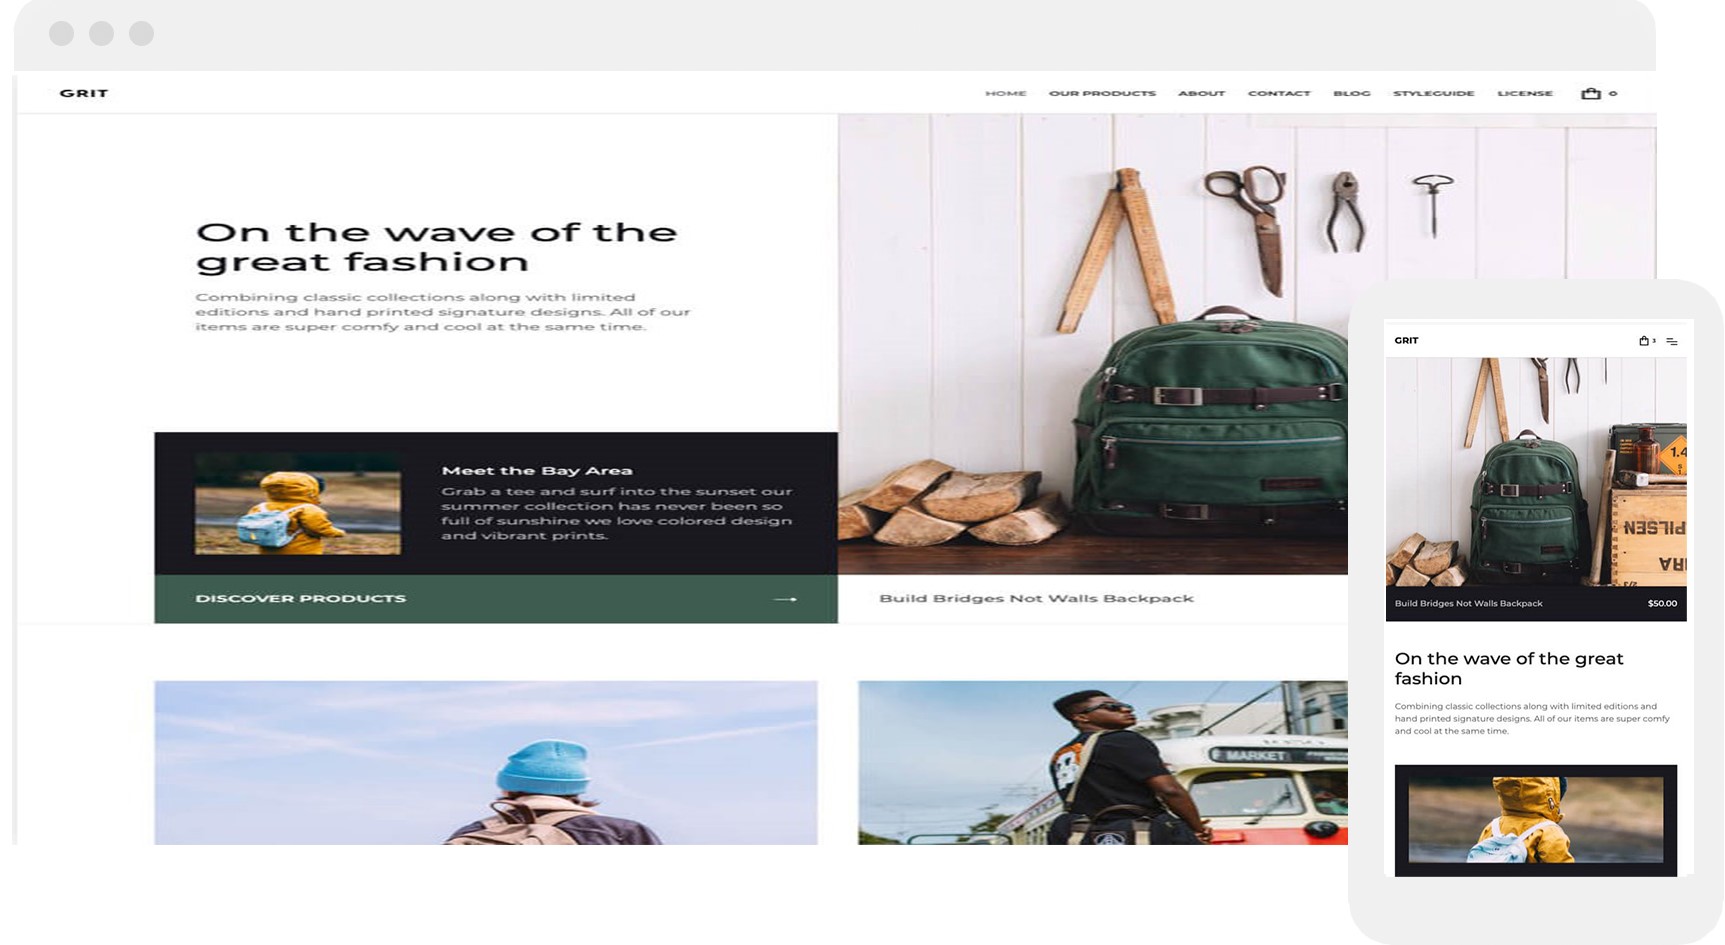 GRIT
HOME OUR PRODUCTS ABOUT CONTACT BLOG STYLEGUIDE LICENSE 0
On the wave of the
great fashion
Combining classic collections along with limited
editions and hand printed signature designs. All of our
items are super comfy and cool at the same time.
Meet the Bay Area
Grab a tee and surf into the sunset our
summer collection has never been so
full of sunshine we love colored design
and vibrant prints.
DISCOVER PRODUCTS
Build Bridges Not Walls Backpack
MARKET
GRIT
3
1.4
PILSEN
Build Bridges Not Walls Backpack $50.00
On the wave of the great
fashion
Combining classic collections along with limited editions and
hand printed signature designs. All of our items are super comfy
and cool at the same time.